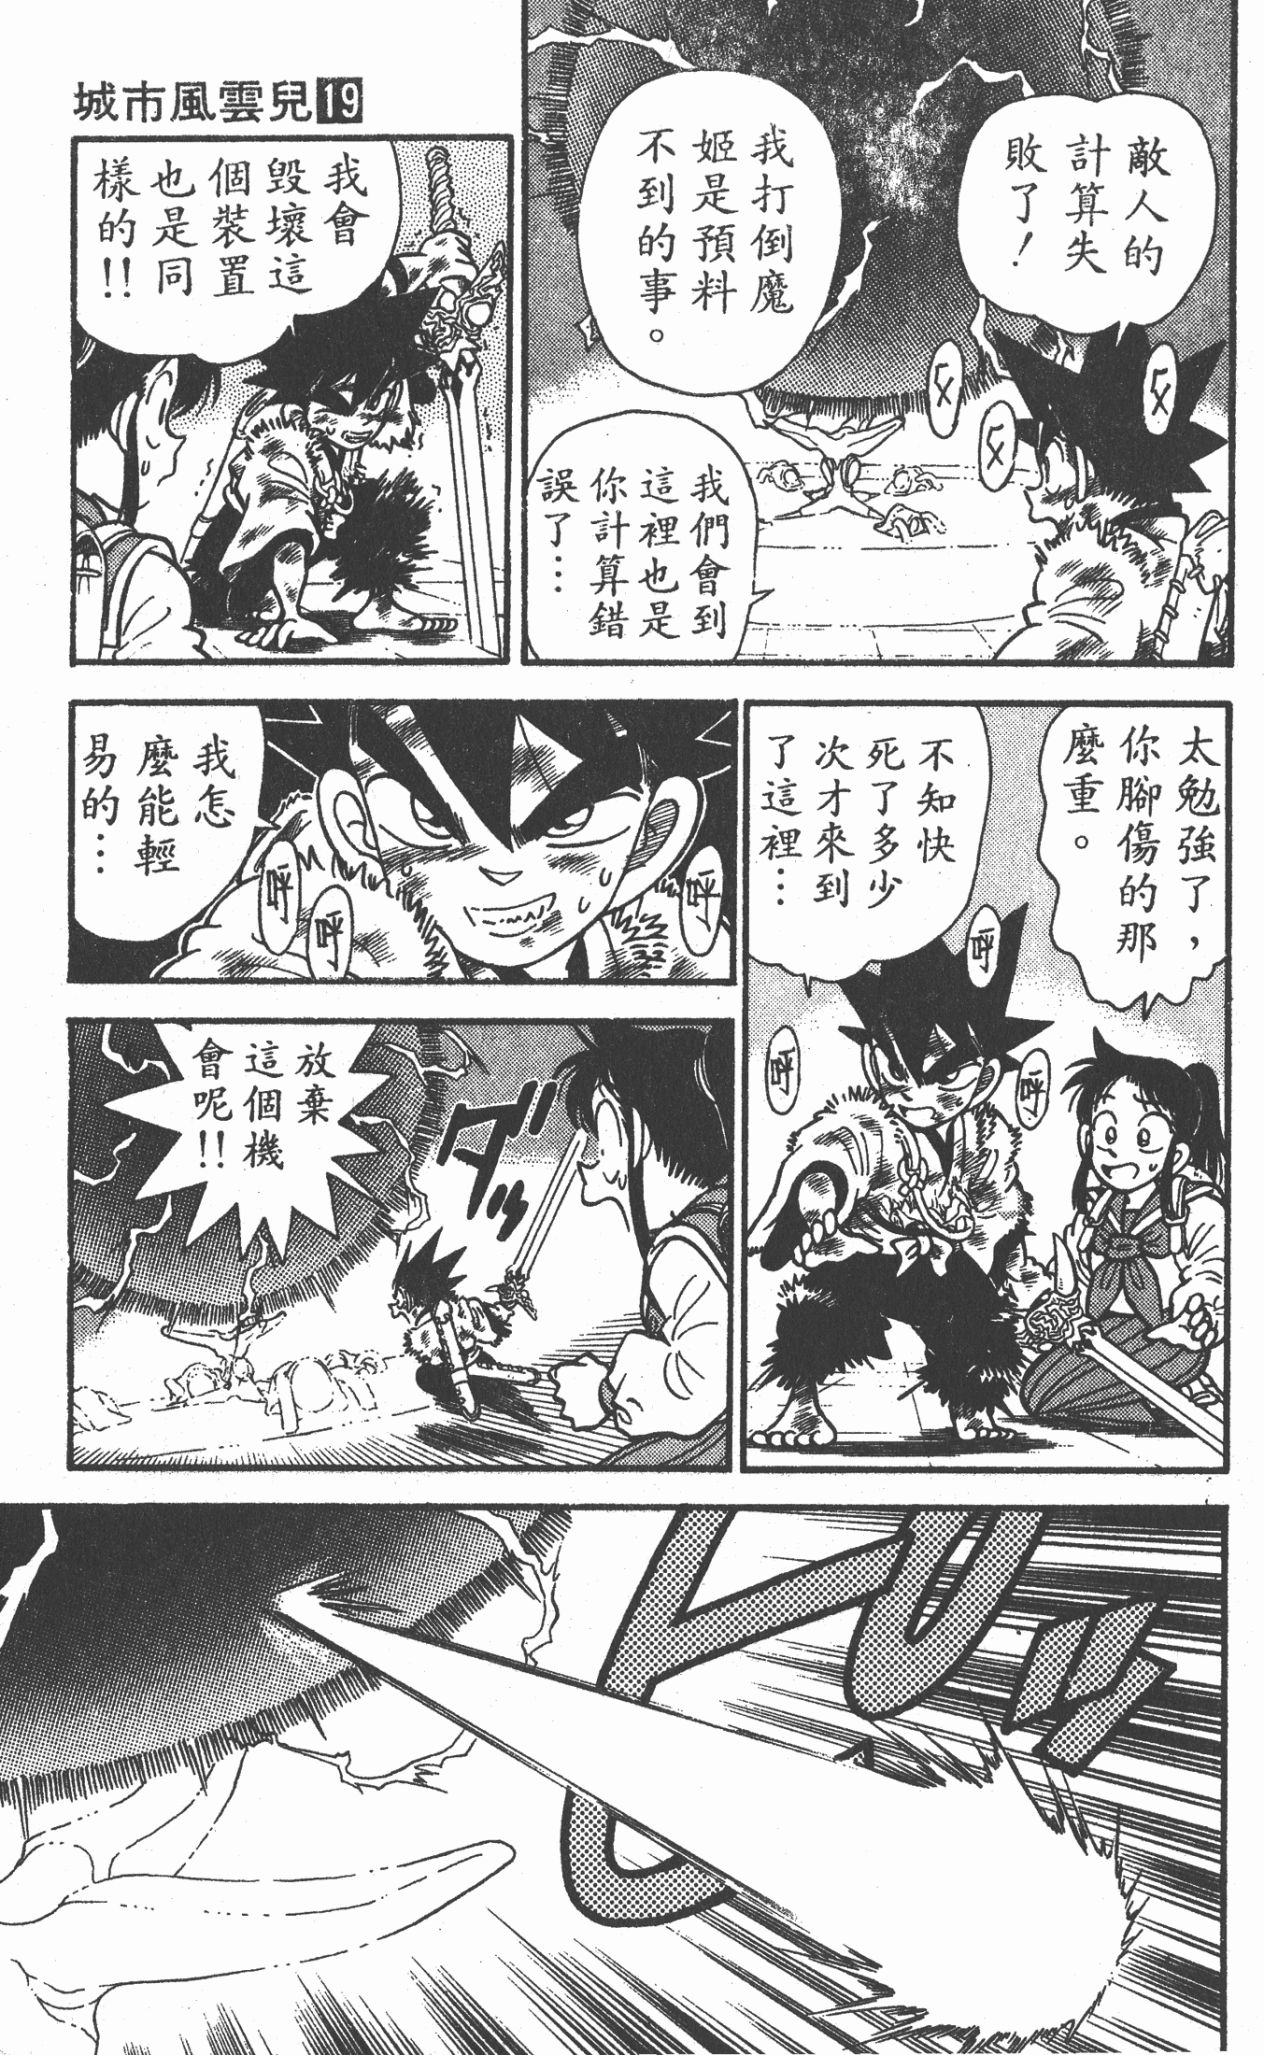 城市風雲兒19
敵人的
計算失
敗了！
我打倒魔
姬是預料
不到的事。
我們會到
這裡也是
你計算錯
誤了…
我會
毀壞這
個裝置
也是同
樣的!!
太勉強了，
你腳傷的那
麼重。
不知快
死了多少
次才來到
了這裡…
呼
呼
呼
我怎
麼能輕
易的…
呼
呼
呼
放棄
這個機
會呢!!
ダッ